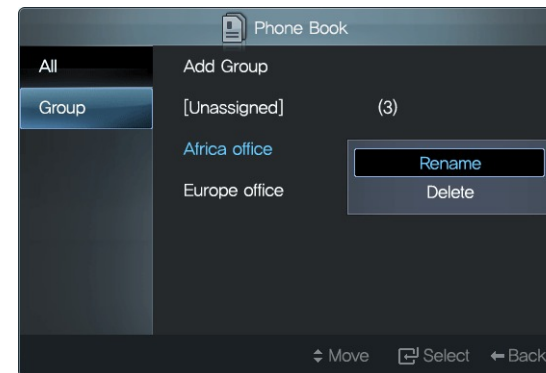 Phone Book
All
Group
Add Group
[Unassigned] (3)
Africa office
Europe office
Rename
Delete
Move Select Back